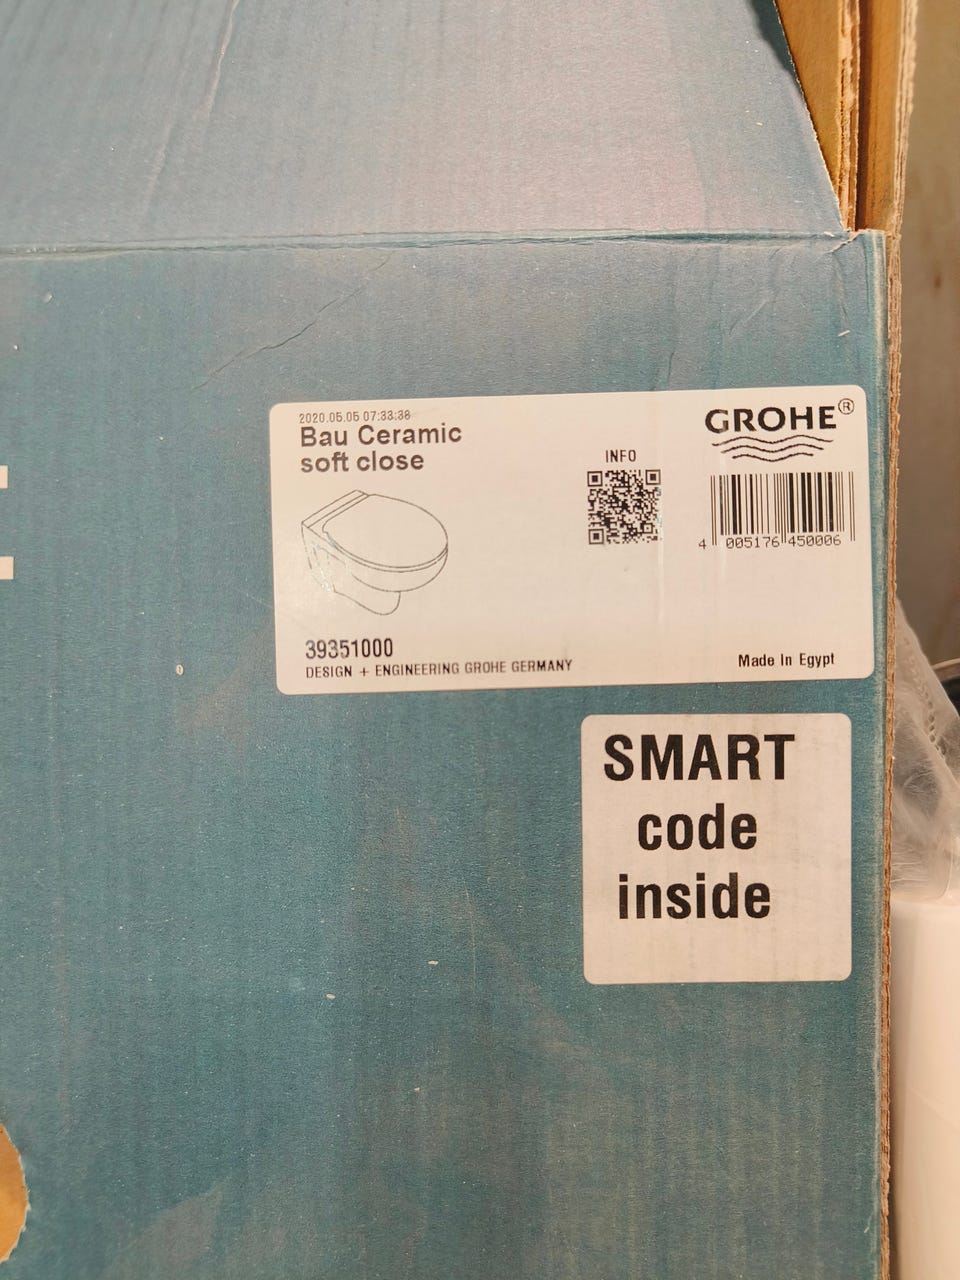 2020.05.05 07:33:38
Bau Ceramic
soft close
GROHE®
INFO
4 005176 450006
39351000
DESIGN + ENGINEERING GROHE GERMANY
Made In Egypt
SMART
code
inside